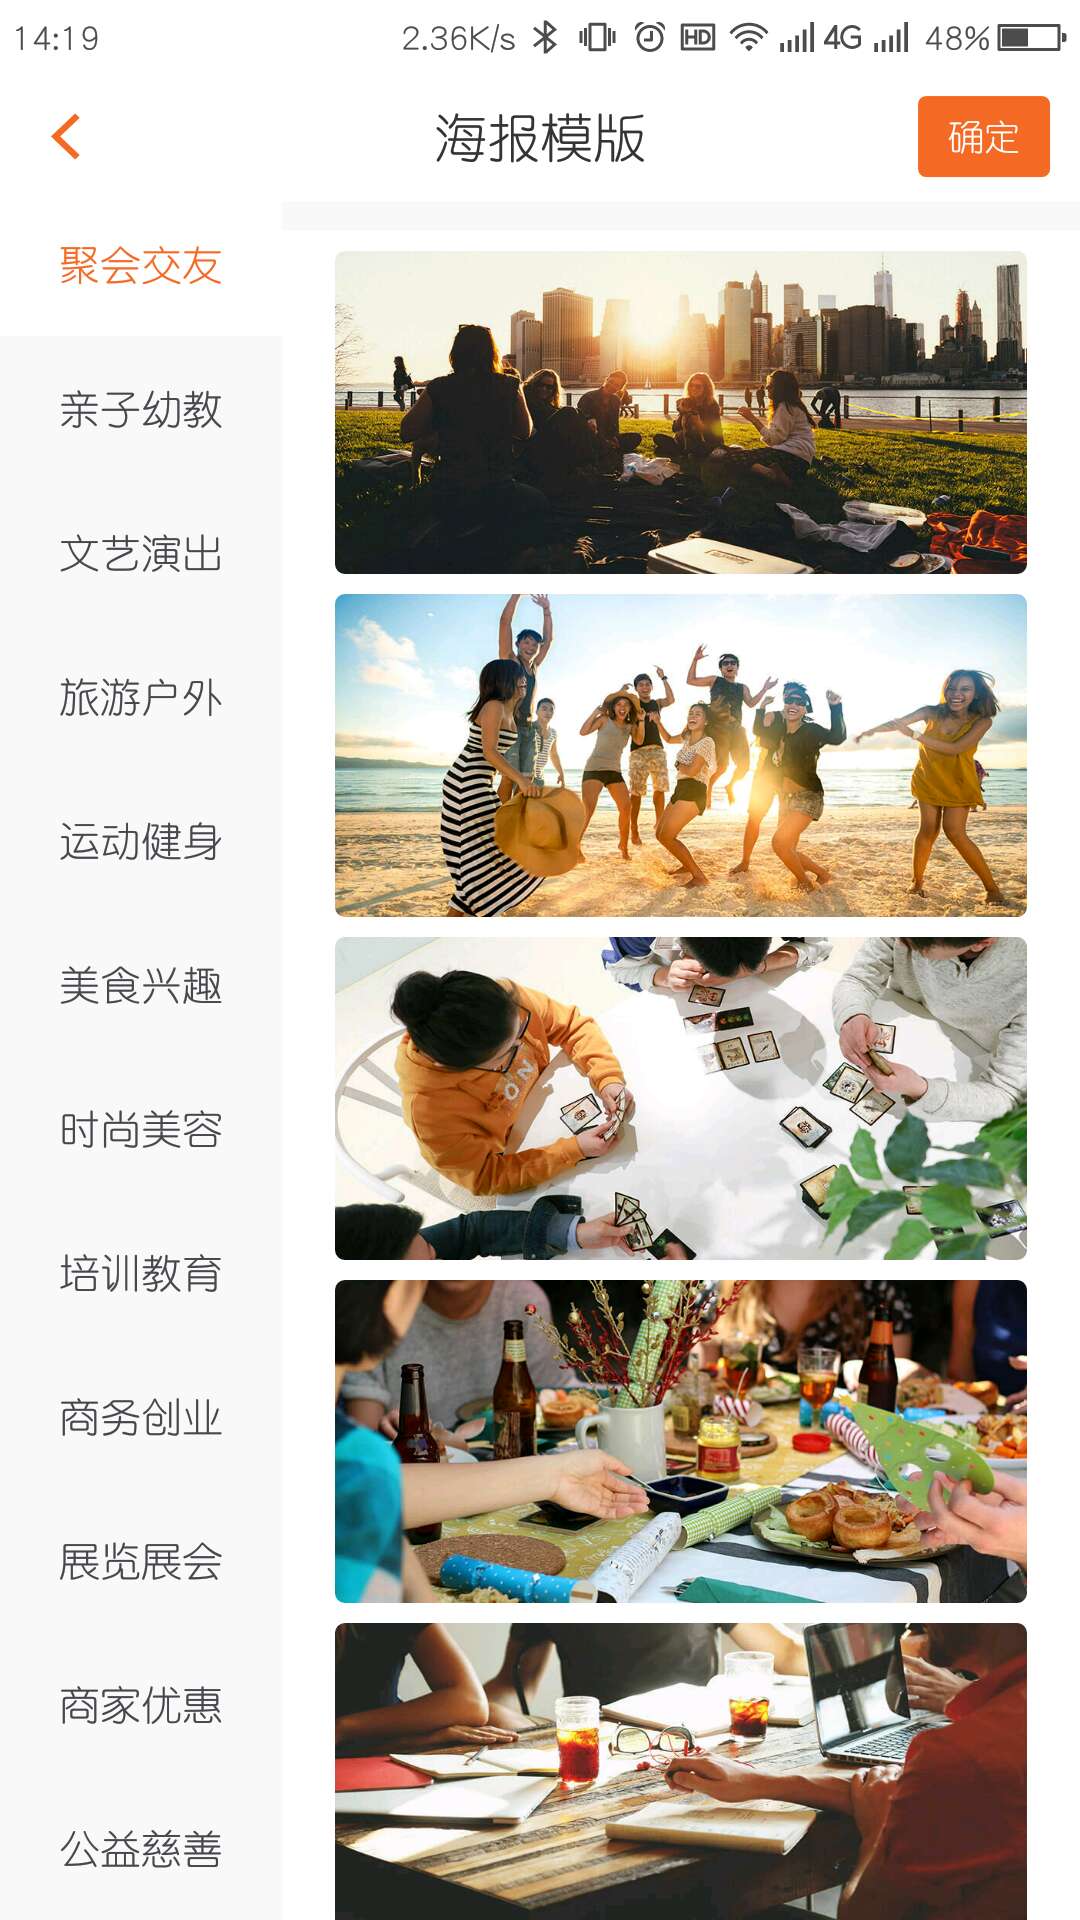 14:19 2.36K/s HD 4G 48%
海报模版
确定
聚会交友
亲子幼教
文艺演出
旅游户外
运动健身
美食兴趣
时尚美容
培训教育
商务创业
展览展会
商家优惠
公益慈善